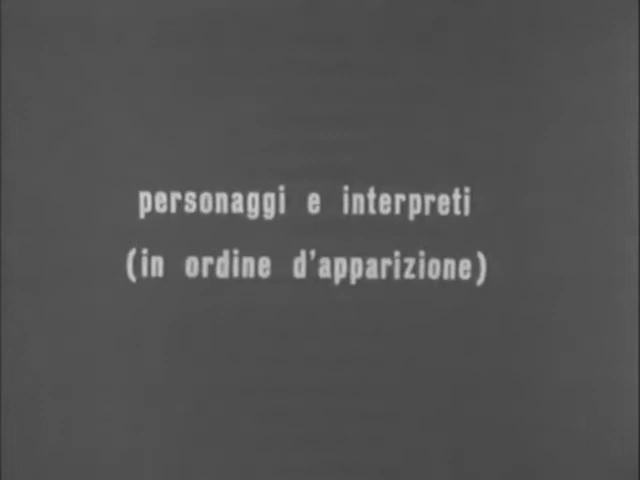 personaggi e interpreti
(in ordine d'apparizione)